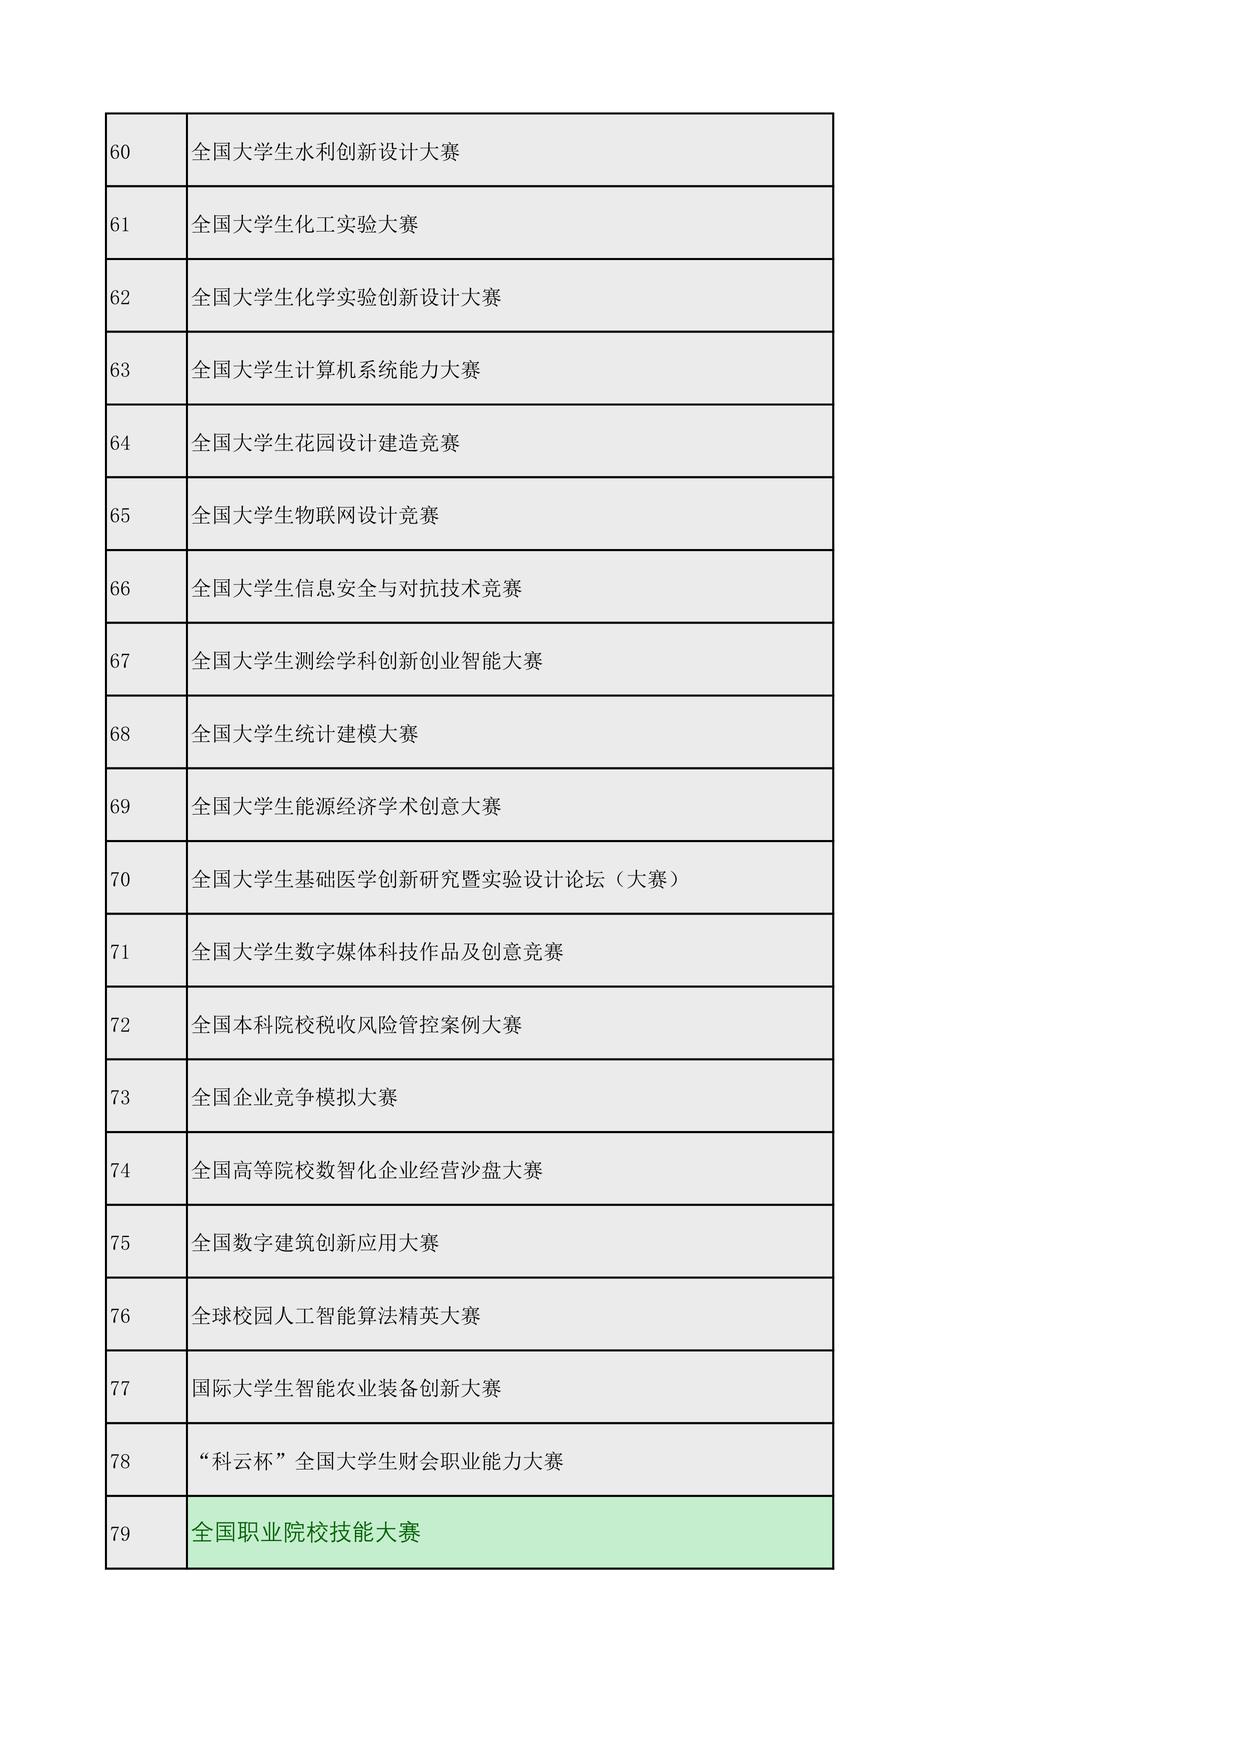 60 全国大学生水利创新设计大赛
61 全国大学生化工实验大赛
62 全国大学生化学实验创新设计大赛
63 全国大学生计算机系统能力大赛
64 全国大学生花园设计建造竞赛
65 全国大学生物联网设计竞赛
66 全国大学生信息安全与对抗技术竞赛
67 全国大学生测绘学科创新创业智能大赛
68 全国大学生统计建模大赛
69 全国大学生能源经济学术创意大赛
70 全国大学生基础医学创新研究暨实验设计论坛（大赛）
71 全国大学生数字媒体科技作品及创意竞赛
72 全国本科院校税收风险管控案例大赛
73 全国企业竞争模拟大赛
74 全国高等院校数智化企业经营沙盘大赛
75 全国数字建筑创新应用大赛
76 全球校园人工智能算法精英大赛
77 国际大学生智能农业装备创新大赛
78 “科云杯”全国大学生财会职业能力大赛
79 全国职业院校技能大赛